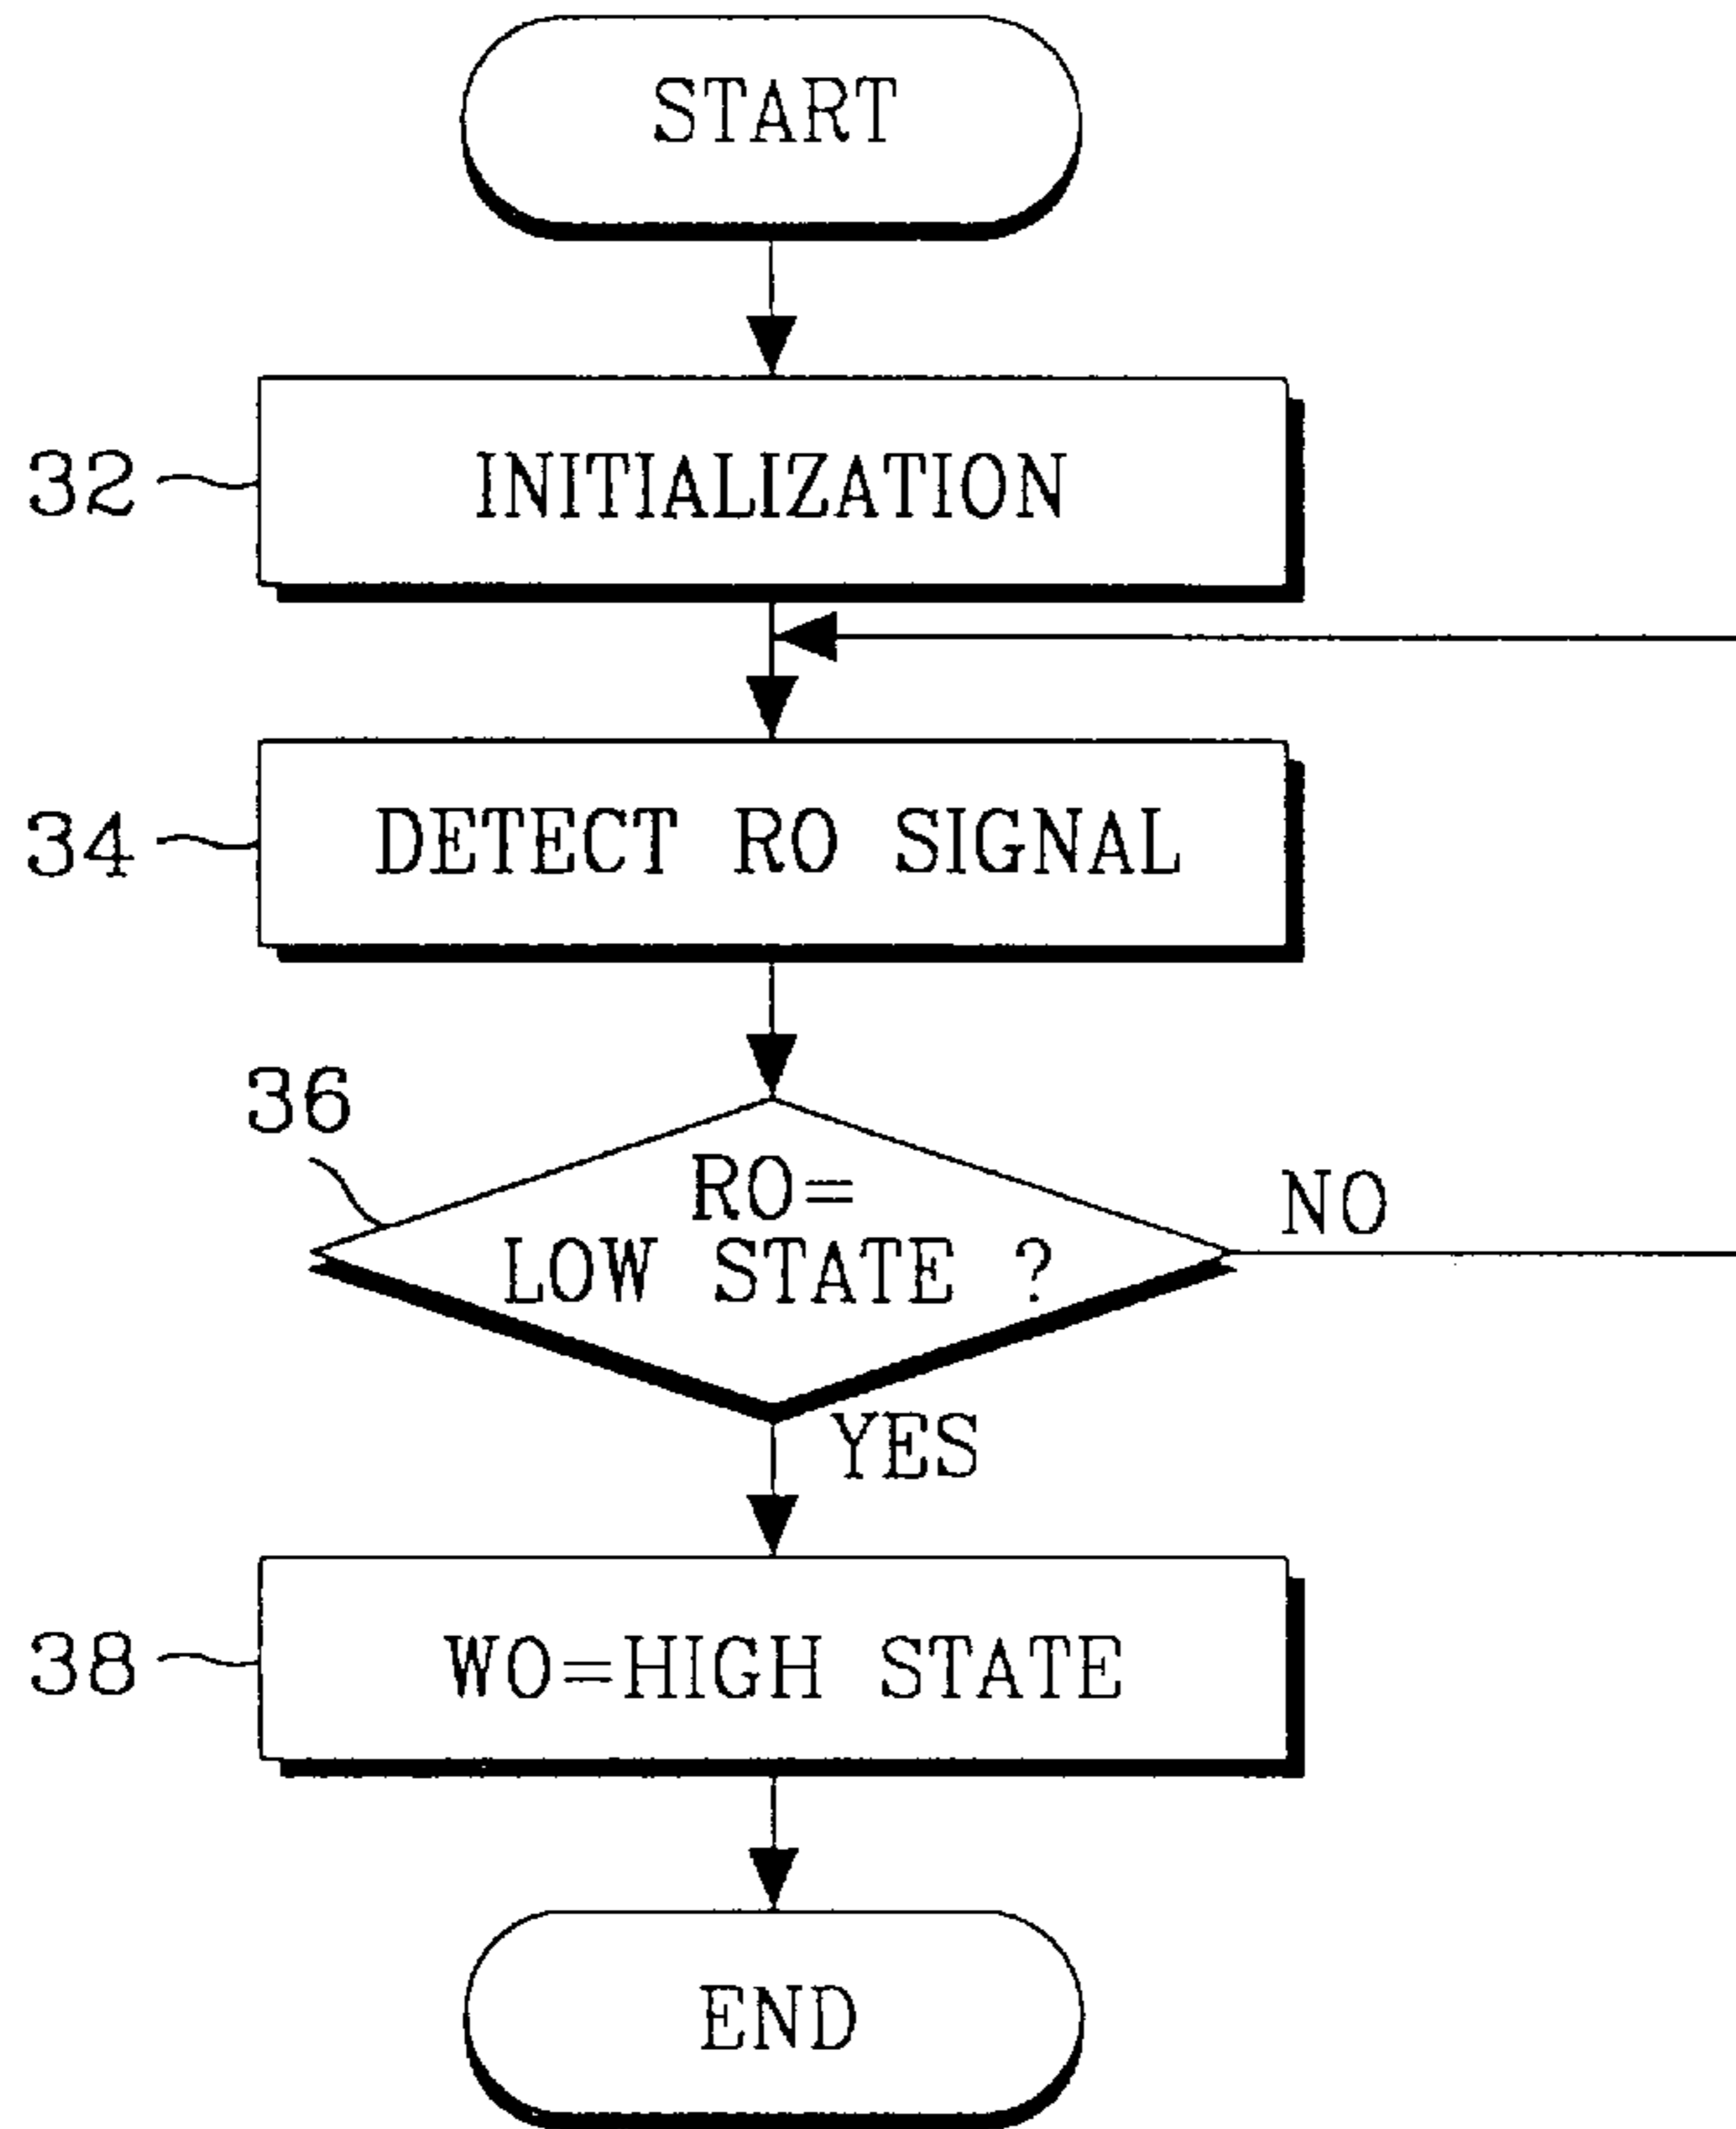 START
32
INITIALIZATION
34
DETECT RO SIGNAL
36
RO=
LOW STATE ?
NO
YES
38
WO=HIGH STATE
END